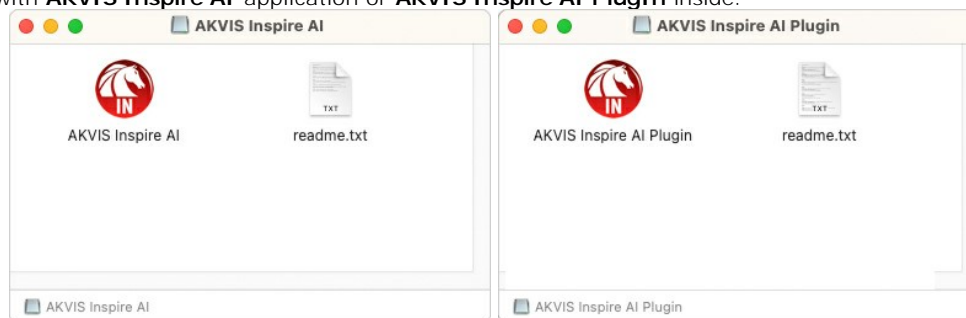 with AKVIS Inspire AI application or AKVIS Inspire AI Plugin inside.
AKVIS Inspire AI
IN
TXT
AKVIS Inspire AI
readme.txt
AKVIS Inspire AI
AKVIS Inspire AI Plugin
IN
TXT
AKVIS Inspire AI Plugin
readme.txt
AKVIS Inspire AI Plugin